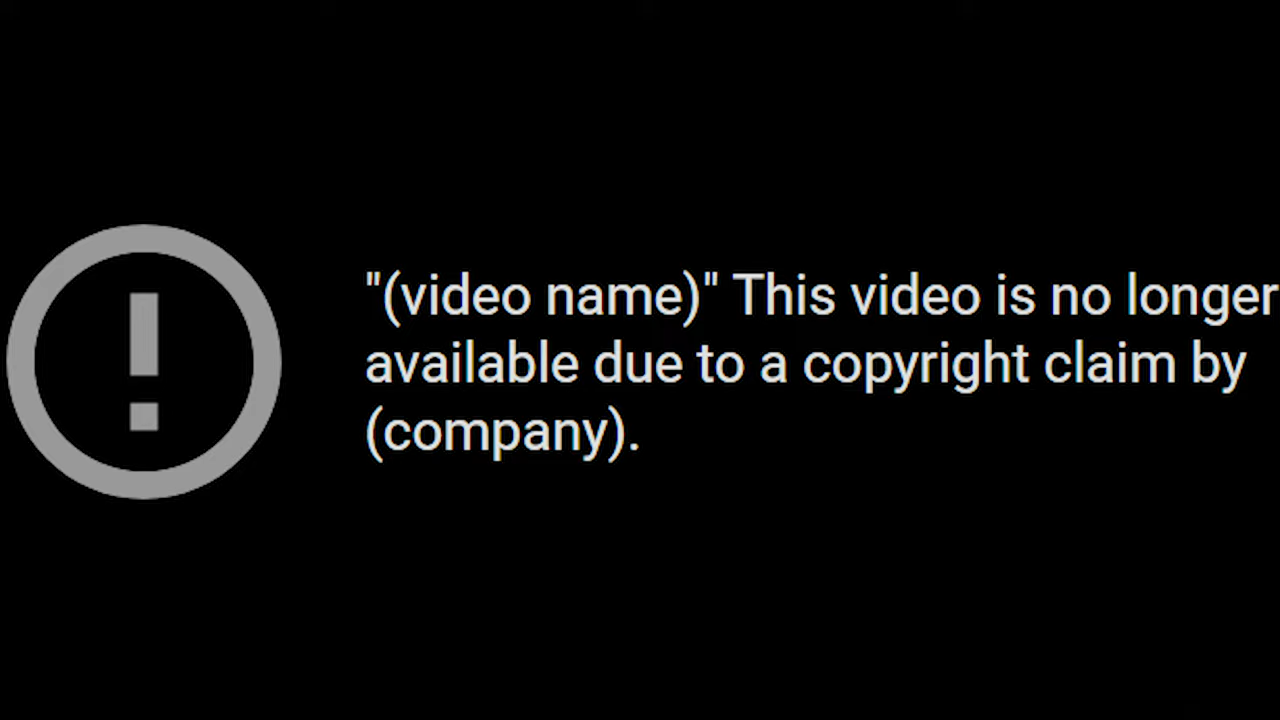 "(video name)" This video is no longer
available due to a copyright claim by
(company).